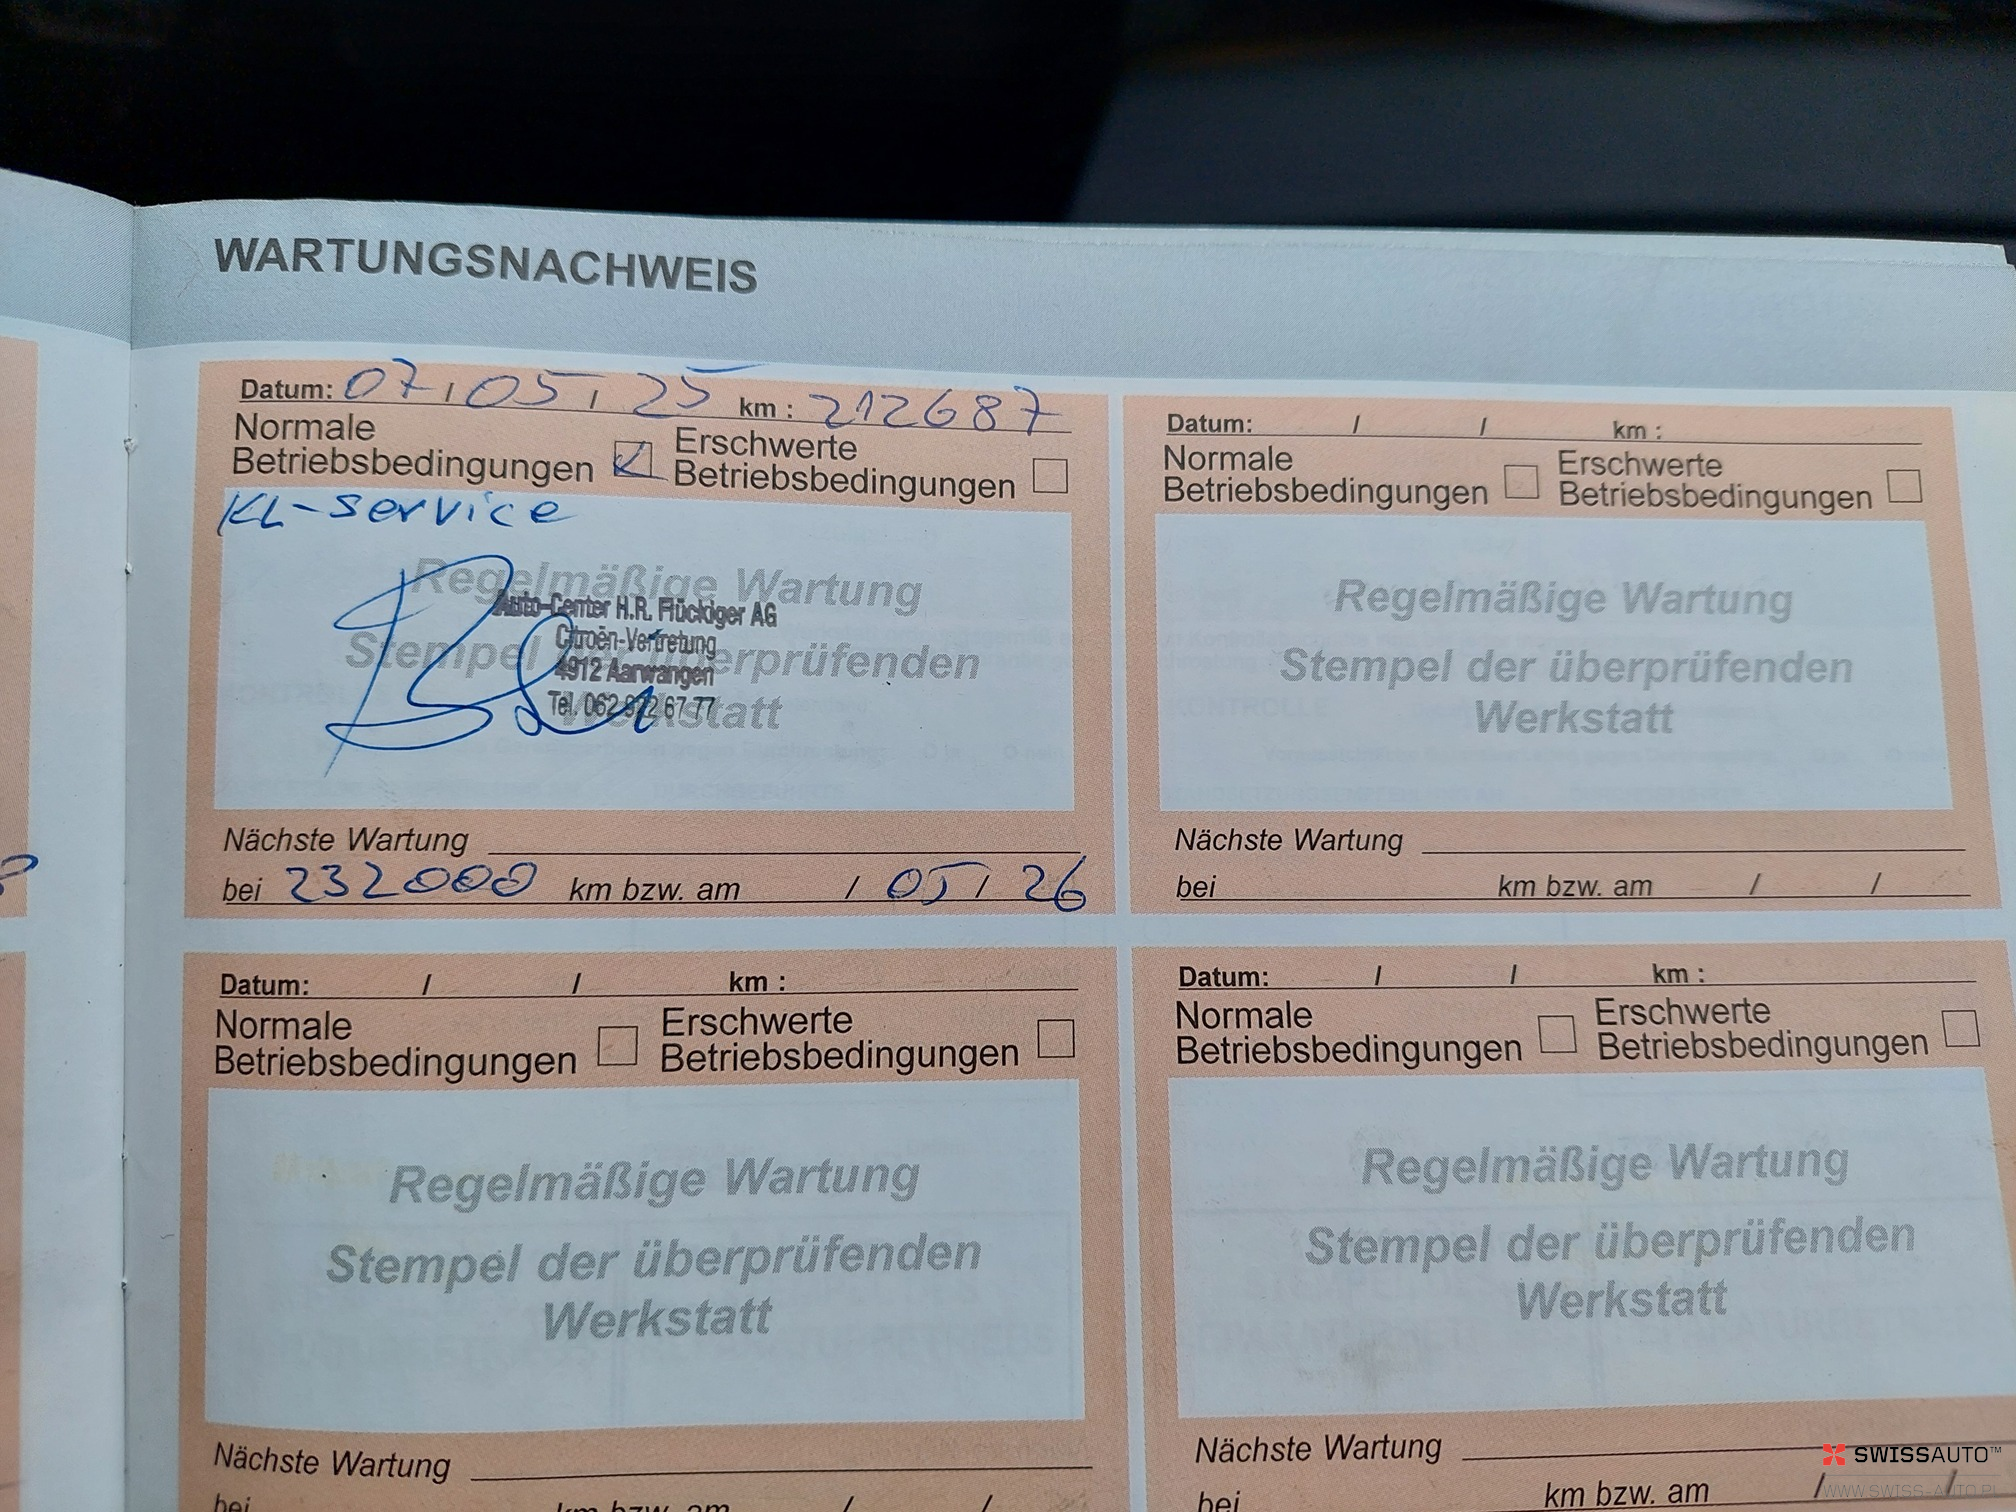 WARTUNGSNACHWEIS
Datum: 07 / 05 / 25 km : 212687
Normale
Betriebsbedingungen
Erschwerte
Betriebsbedingungen
KL-service
Regelmäßige Wartung
Auto-Center H.R. Flückiger AG
Citroën-Vertretung
Stempel der überprüfenden
4912 Aarwangen
Tel. 062 922 67 77
Werkstatt
Nächste Wartung
bei 232000 km bzw. am / 05 / 26
Datum: / / km :
Normale
Betriebsbedingungen
Erschwerte
Betriebsbedingungen
Regelmäßige Wartung
Stempel der überprüfenden
Werkstatt
Nächste Wartung
bei km bzw. am / /
Datum: / / km :
Normale
Betriebsbedingungen
Erschwerte
Betriebsbedingungen
Regelmäßige Wartung
Stempel der überprüfenden
Werkstatt
Nächste Wartung
bei km bzw. am / /
Datum: / / km :
Normale
Betriebsbedingungen
Erschwerte
Betriebsbedingungen
Regelmäßige Wartung
Stempel der überprüfenden
Werkstatt
Nächste Wartung
bei km bzw. am / /
SWISSAUTO™
WWW.SWISS-AUTO.PL